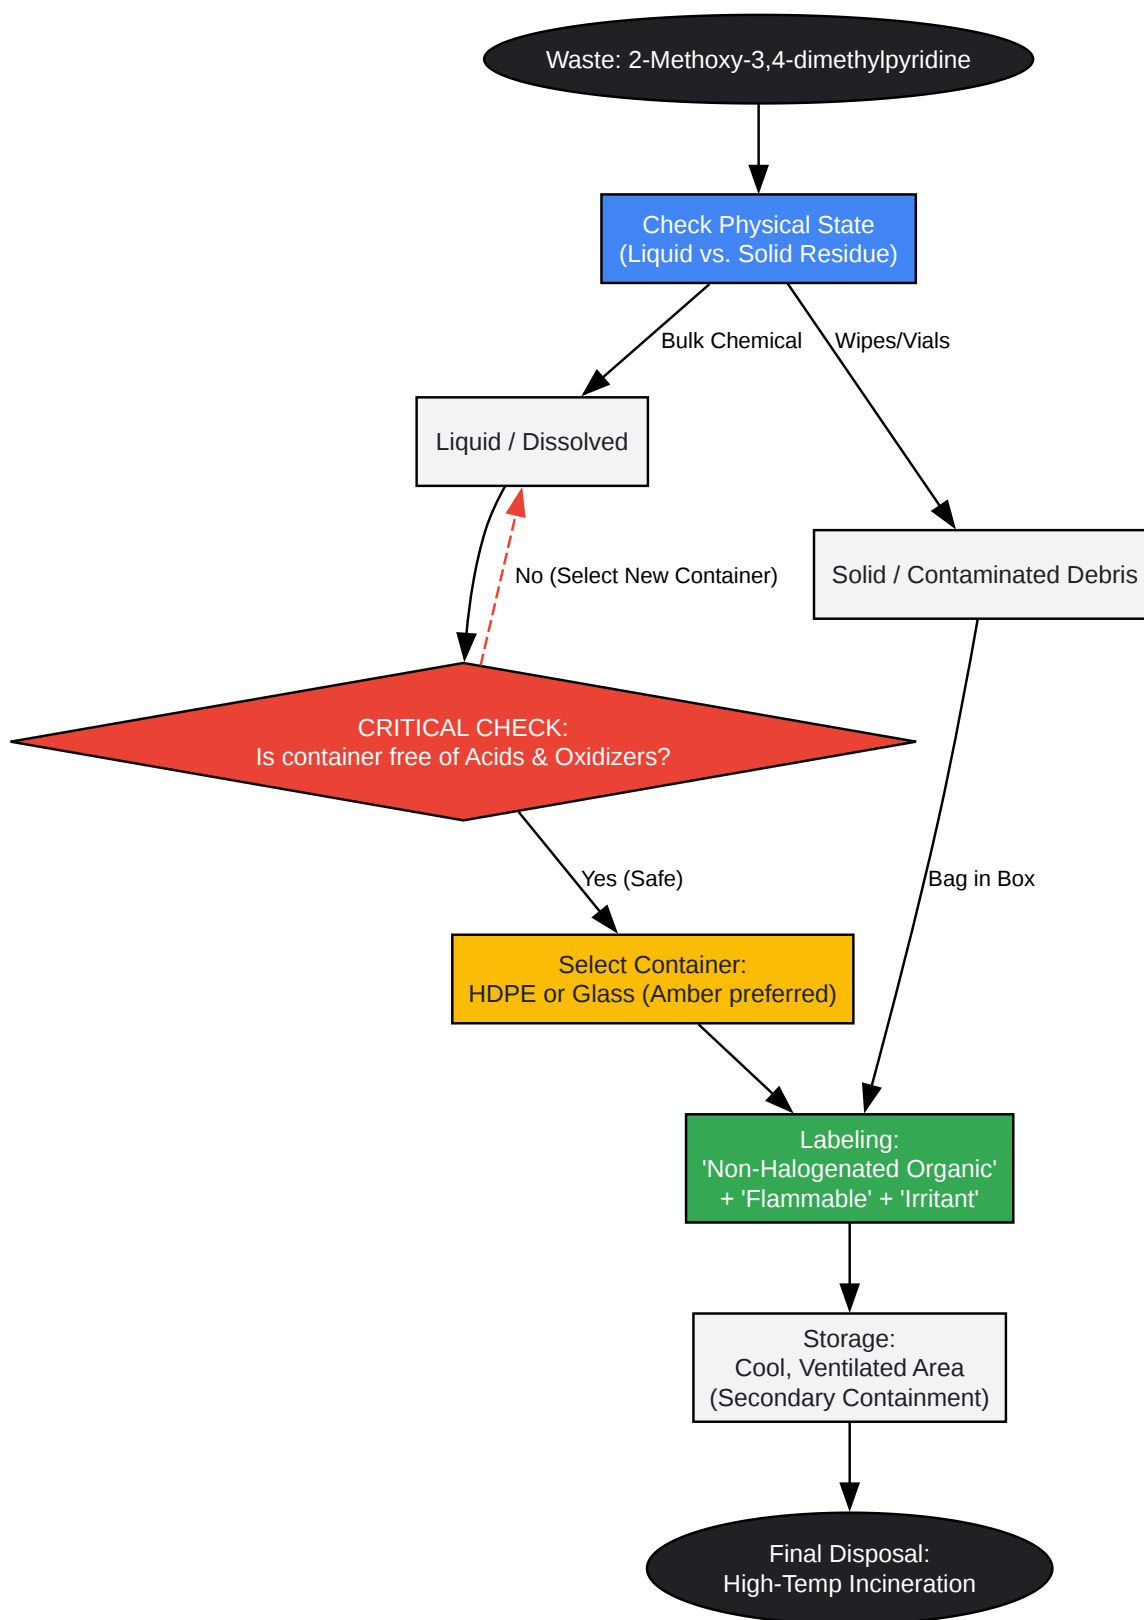 Waste: 2-Methoxy-3,4-dimethylpyridine
Check Physical State
(Liquid vs. Solid Residue)
Bulk Chemical
Wipes/Vials
Liquid / Dissolved
Solid / Contaminated Debris
No (Select New Container)
CRITICAL CHECK:
Is container free of Acids & Oxidizers?
Yes (Safe)
Bag in Box
Select Container:
HDPE or Glass (Amber preferred)
Labeling:
'Non-Halogenated Organic'
+ 'Flammable' + 'Irritant'
Storage:
Cool, Ventilated Area
(Secondary Containment)
Final Disposal:
High-Temp Incineration